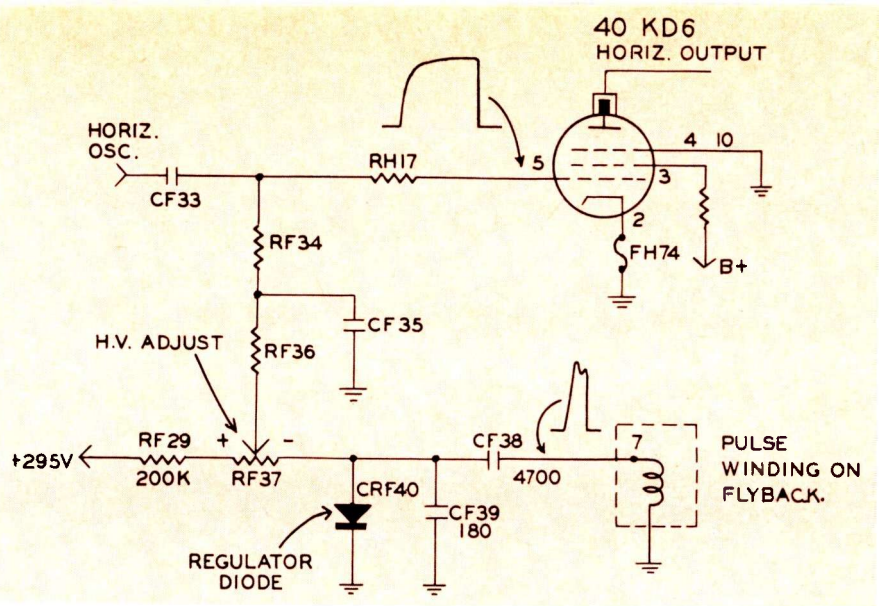 40 KD6
HORIZ. OUTPUT
HORIZ.
OSC.
CF33
RH17
5
4
10
3
2
FH74
B+
RF34
CF35
RF36
H.V. ADJUST
+295V
RF29
200K
+
-
RF37
CRF40
REGULATOR
DIODE
CF39
180
CF38
4700
7
PULSE
WINDING ON
FLYBACK.